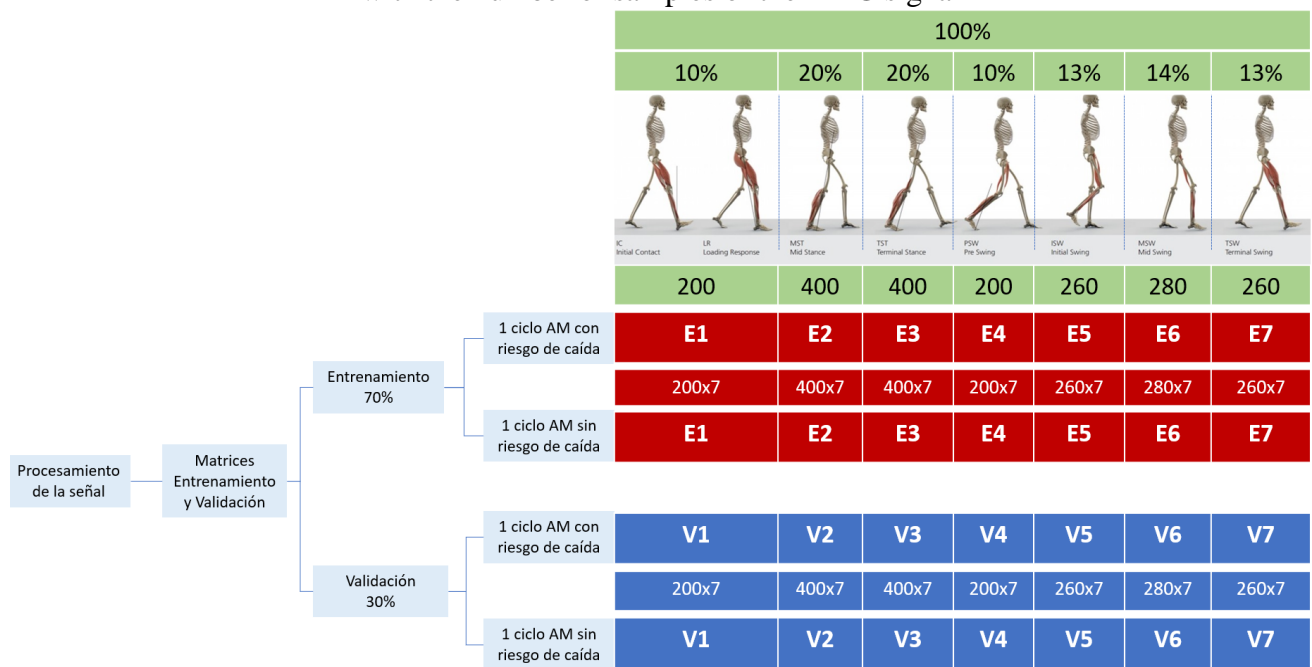 100%
10% 20% 20% 10% 13% 14% 13%
IC LR MST TST PSW ISW MSW TSW
Initial Contact Loading Response Mid Stance Terminal Stance Pre Swing Initial Swing Mid Swing Terminal Swing
200 400 400 200 260 280 260
1 ciclo AM con
riesgo de caída
E1 E2 E3 E4 E5 E6 E7
Entrenamiento
70%
200x7 400x7 400x7 200x7 260x7 280x7 260x7
1 ciclo AM sin
riesgo de caída
E1 E2 E3 E4 E5 E6 E7
Procesamiento
de la señal
Matrices
Entrenamiento
y Validación
1 ciclo AM con
riesgo de caída
V1 V2 V3 V4 V5 V6 V7
Validación
30%
200x7 400x7 400x7 200x7 260x7 280x7 260x7
1 ciclo AM sin
riesgo de caída
V1 V2 V3 V4 V5 V6 V7